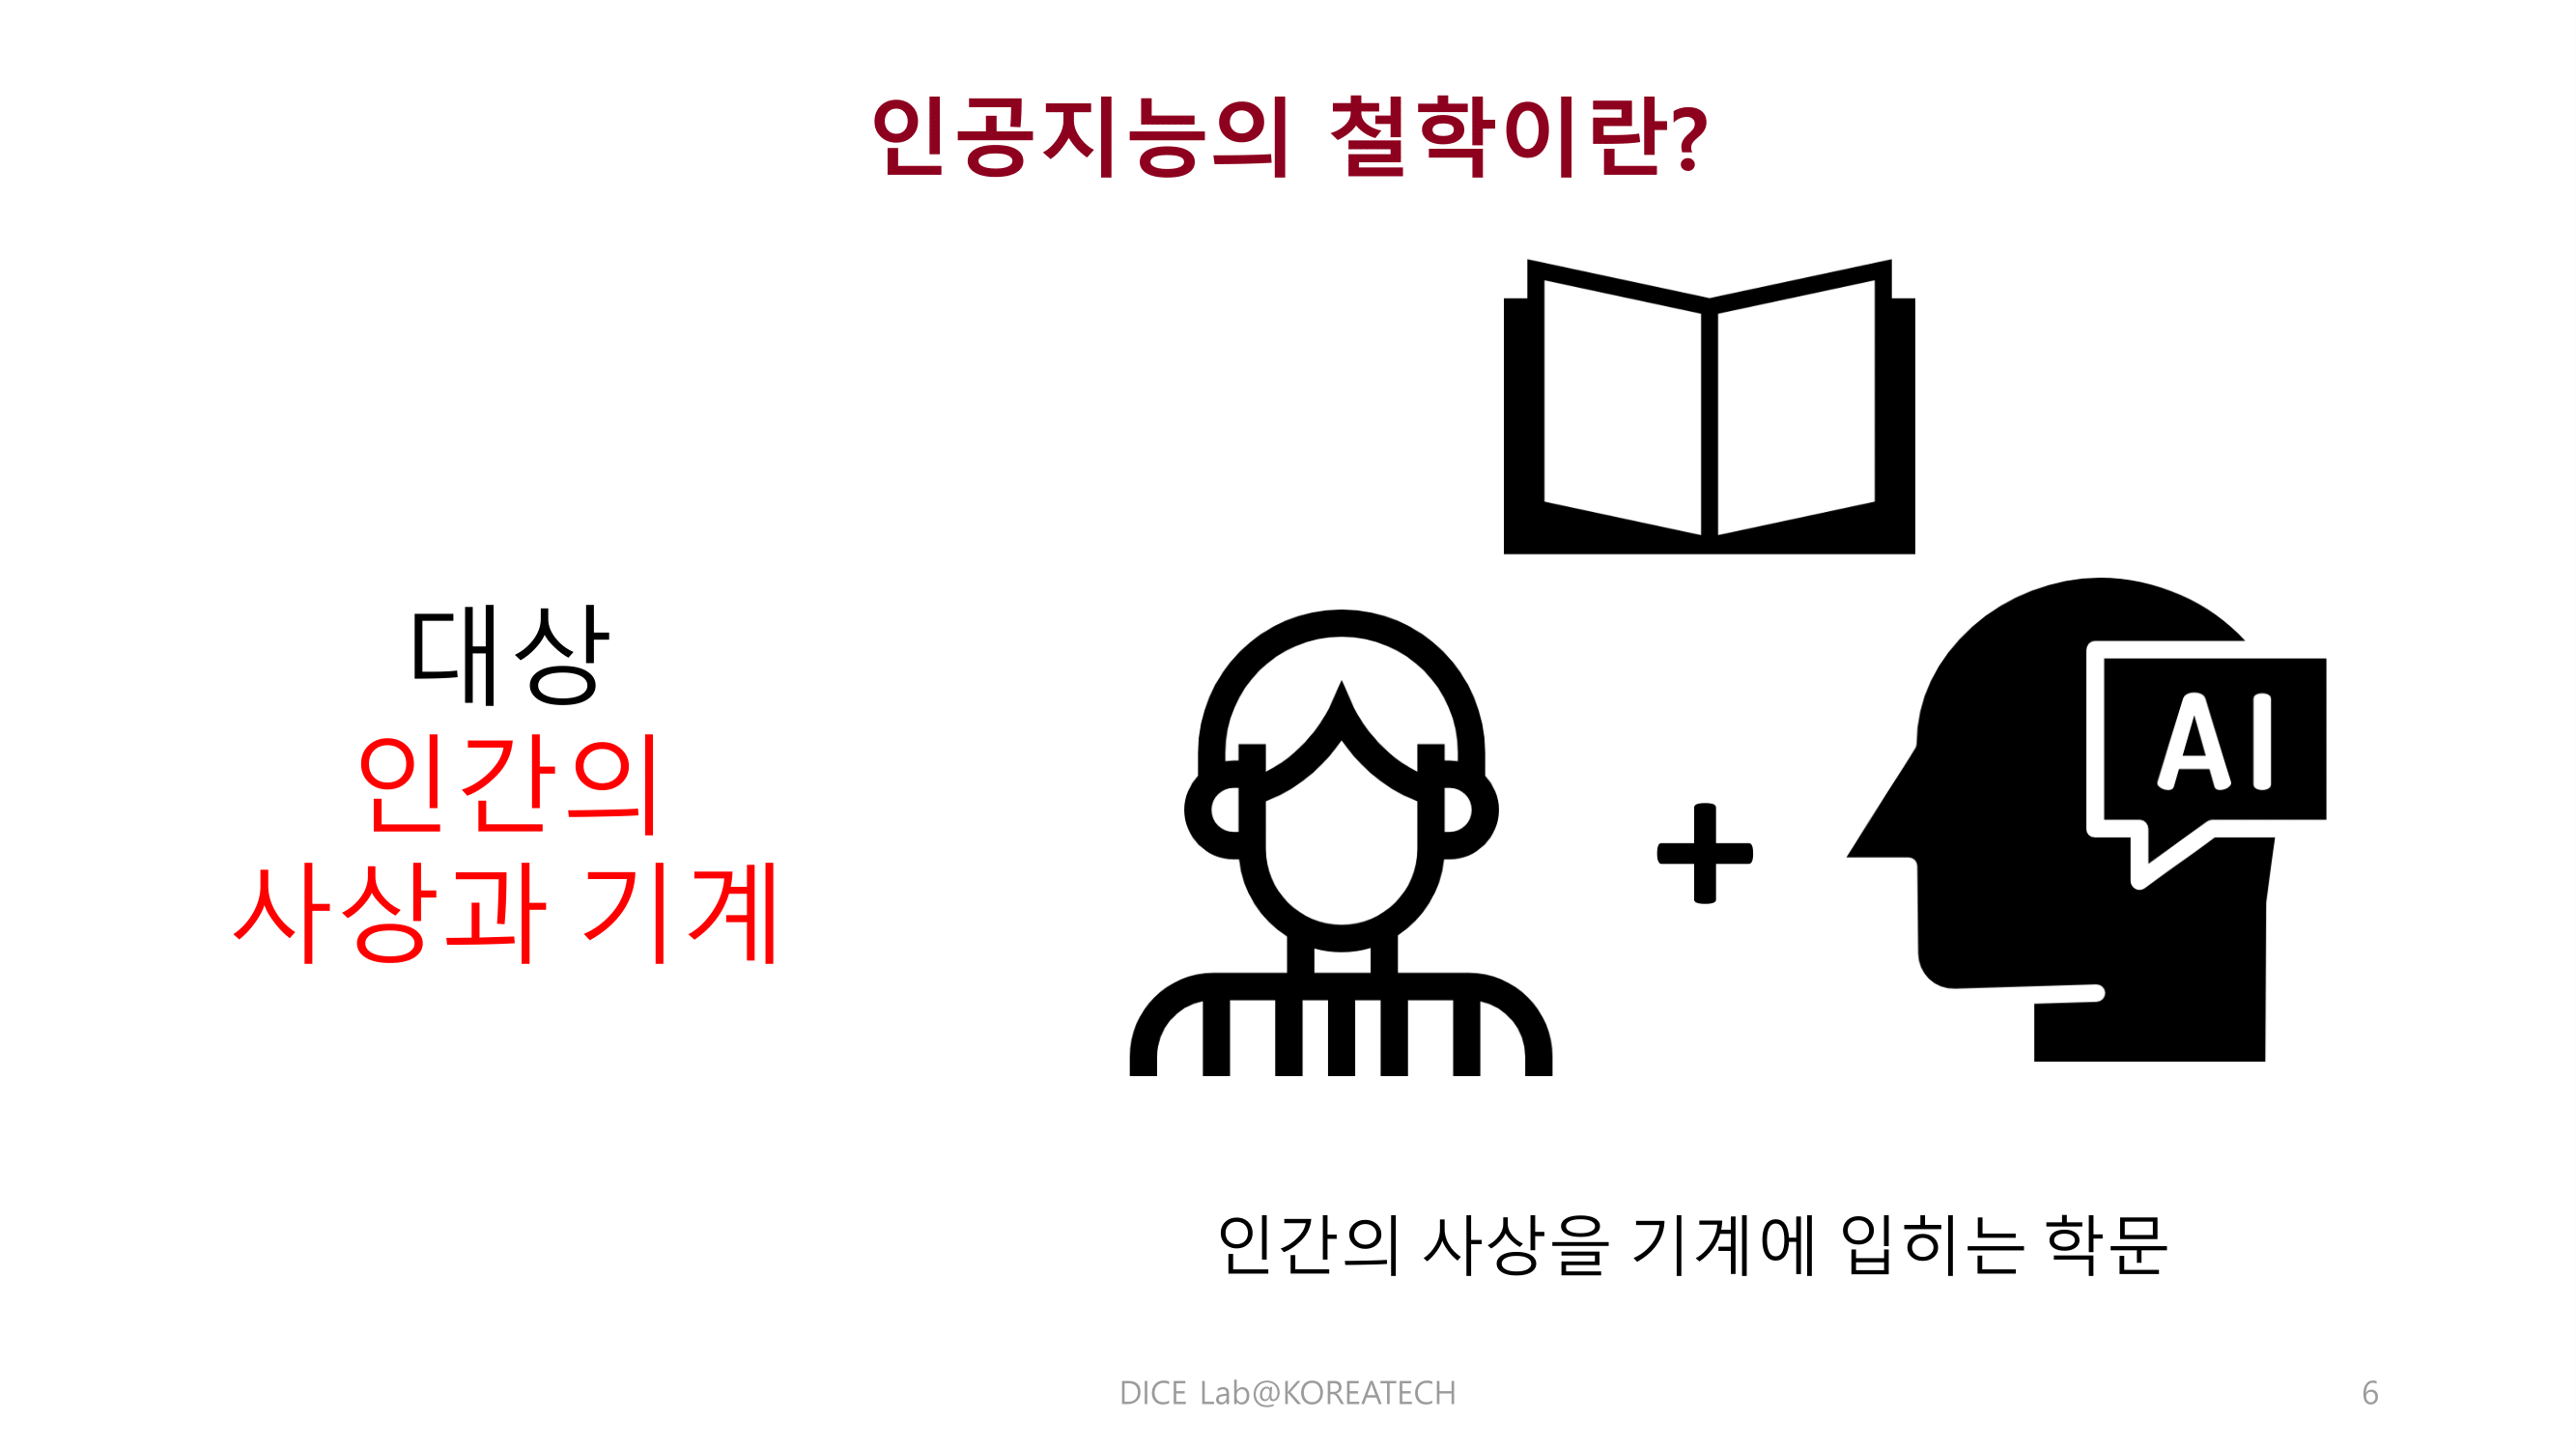 인공지능의 철학이란?
대상
인간의
사상과 기계
AI
+
인간의 사상을 기계에 입히는 학문
DICE Lab@KOREATECH
6